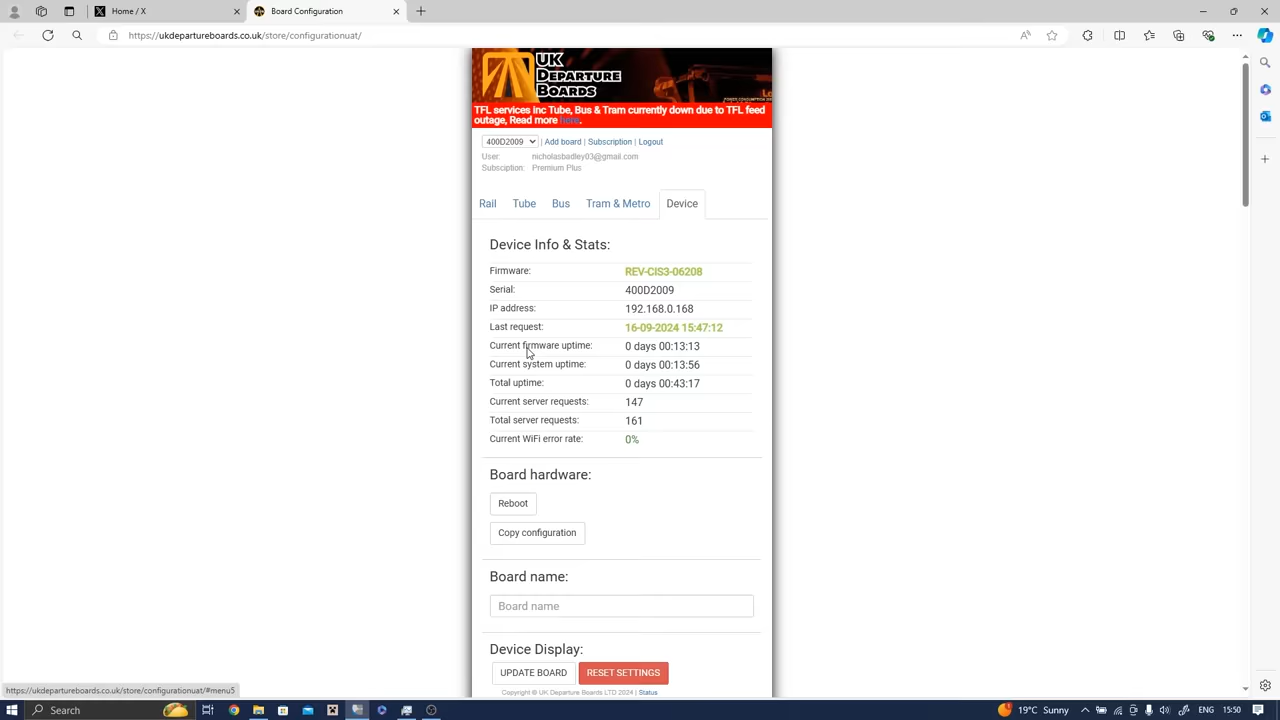 Configuration
https://ukdepartureboards.co.uk/store/configurationuat/
UK
DEPARTURE
BOARDS
TFL services inc Tube, Bus & Tram currently down due to TFL feed
outage, Read more here.
400D2009 | Add board | Subscription | Logout
User: nicholasbadley03@gmail.com
Subsciption: Premium Plus
Rail Tube Bus Tram & Metro Device
Device Info & Stats:
Firmware: REV-CIS3-06208
Serial: 400D2009
IP address: 192.168.0.168
Last request: 16-09-2024 15:47:12
Current firmware uptime: 0 days 00:13:13
Current system uptime: 0 days 00:13:56
Total uptime: 0 days 00:43:17
Current server requests: 147
Total server requests: 161
Current WiFi error rate: 0%
Board hardware:
Reboot
Copy configuration
Board name:
Board name
Device Display:
UPDATE BOARD RESET SETTINGS
https://ukdepartureboards.co.uk/store/configurationuat/#menu5
Copyright © UK Departure Boards LTD 2024 | Status
19°C 15:50